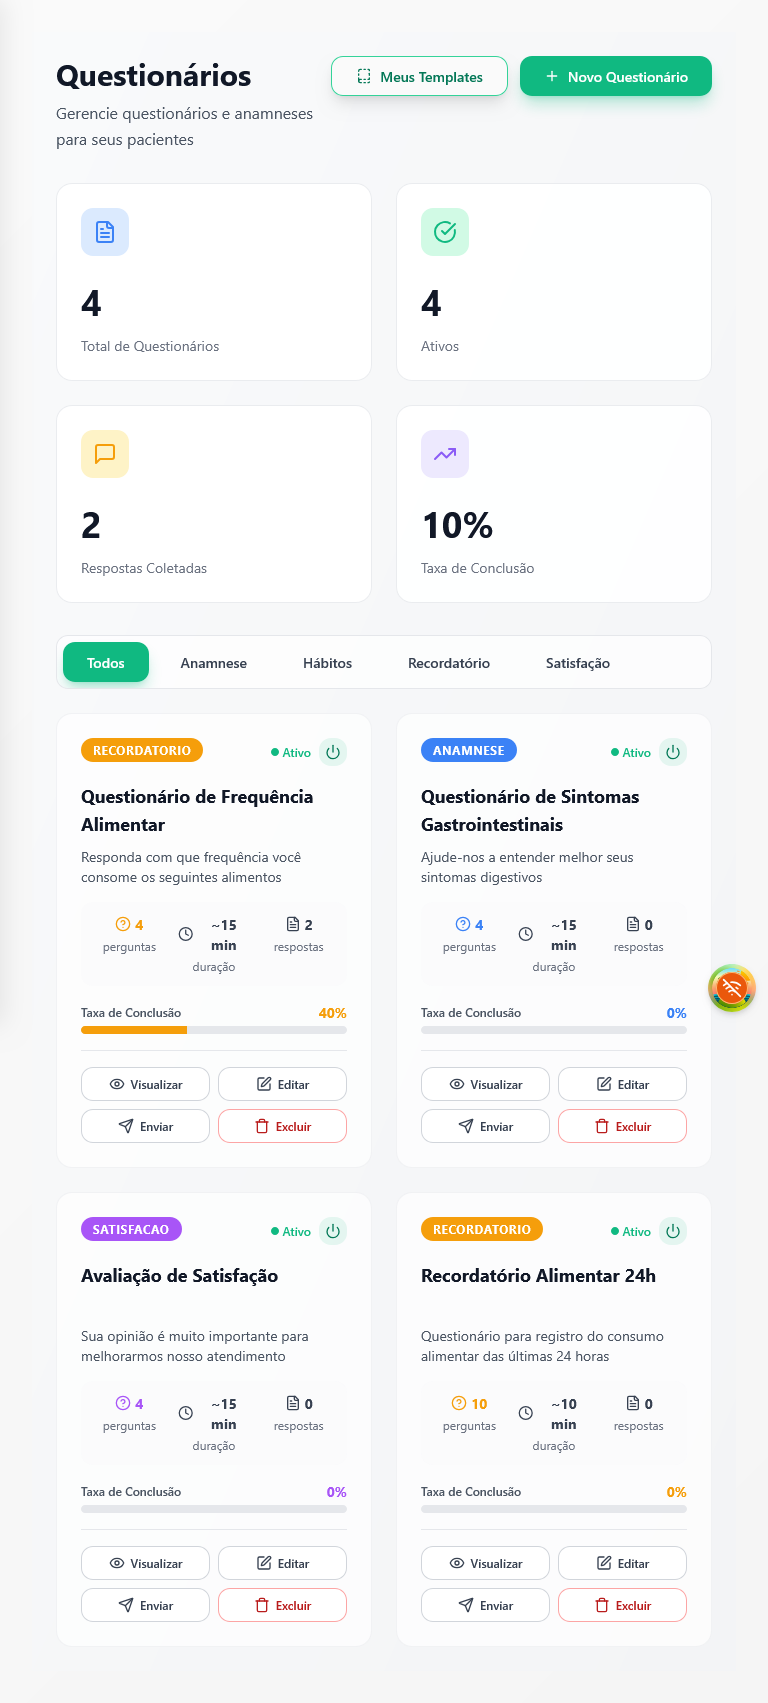 Questionários
Meus Templates
Novo Questionário
Gerencie questionários e anamneses
para seus pacientes
4
Total de Questionários
4
Ativos
2
Respostas Coletadas
10%
Taxa de Conclusão
Todos
Anamnese
Hábitos
Recordatório
Satisfação
RECORDATORIO
Ativo
Questionário de Frequência
Alimentar
Responda com que frequência você
consome os seguintes alimentos
4
perguntas
~15
min
duração
2
respostas
Taxa de Conclusão
40%
Visualizar
Editar
Enviar
Excluir
ANAMNESE
Ativo
Questionário de Sintomas
Gastrointestinais
Ajude-nos a entender melhor seus
sintomas digestivos
4
perguntas
~15
min
duração
0
respostas
Taxa de Conclusão
0%
Visualizar
Editar
Enviar
Excluir
SATISFACAO
Ativo
Avaliação de Satisfação
Sua opinião é muito importante para
melhorarmos nosso atendimento
4
perguntas
~15
min
duração
0
respostas
Taxa de Conclusão
0%
Visualizar
Editar
Enviar
Excluir
RECORDATORIO
Ativo
Recordatório Alimentar 24h
Questionário para registro do consumo
alimentar das últimas 24 horas
10
perguntas
~10
min
duração
0
respostas
Taxa de Conclusão
0%
Visualizar
Editar
Enviar
Excluir